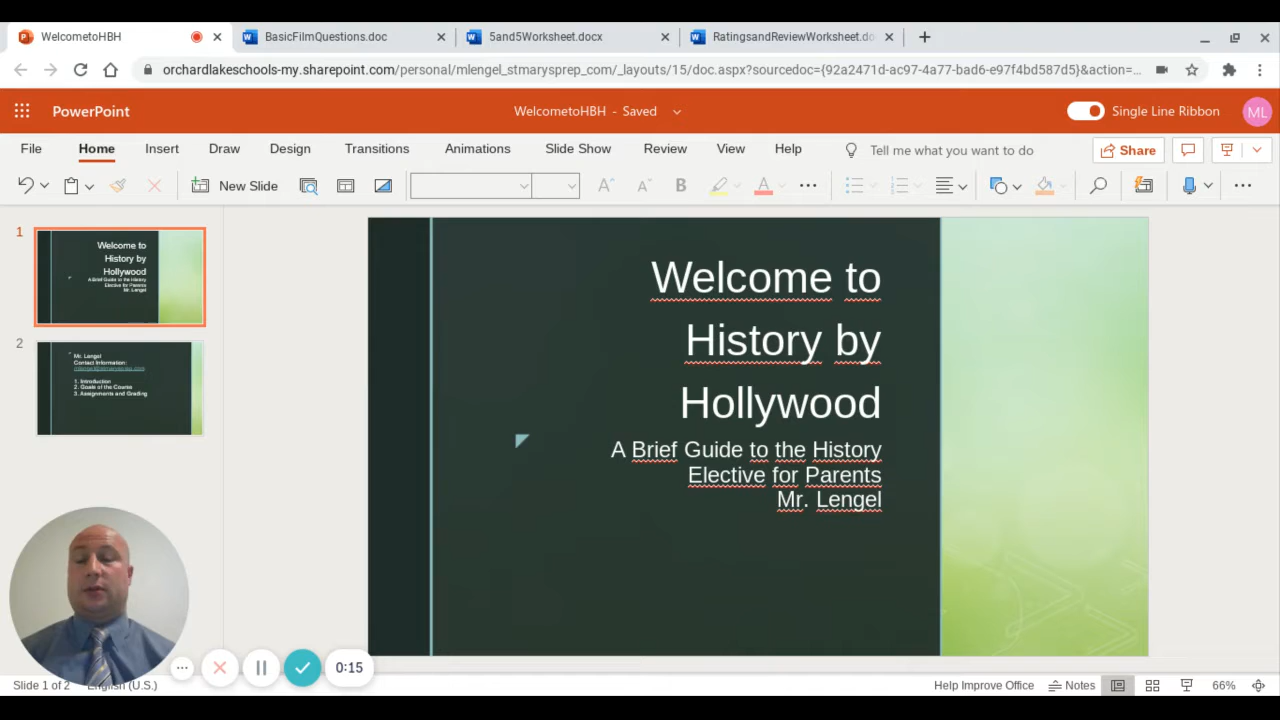 WelcometoHBH
BasicFilmQuestions.doc
5and5Worksheet.docx
RatingsandReviewWorksheet.do
orchardlakeschools-my.sharepoint.com/personal/mlengel_stmarysprep_com/_layouts/15/doc.aspx?sourcedoc={92a2471d-ac97-4a77-bad6-e97f4bd587d5}&action=...
PowerPoint
WelcometoHBH - Saved
Single Line Ribbon
ML
File Home Insert Draw Design Transitions Animations Slide Show Review View Help Tell me what you want to do Share
New Slide
1
Welcome to
History by
Hollywood
A Brief Guide to the History
Elective for Parents
Mr. Lengel
2
Mr. Lengel
Contact Information:
1. Introduction
2. Goals of the Course
3. Assignments and Grading
Welcome to
History by
Hollywood
A Brief Guide to the History
Elective for Parents
Mr. Lengel
0:15
Slide 1 of 2 English (U.S.)
Help Improve Office Notes 66%